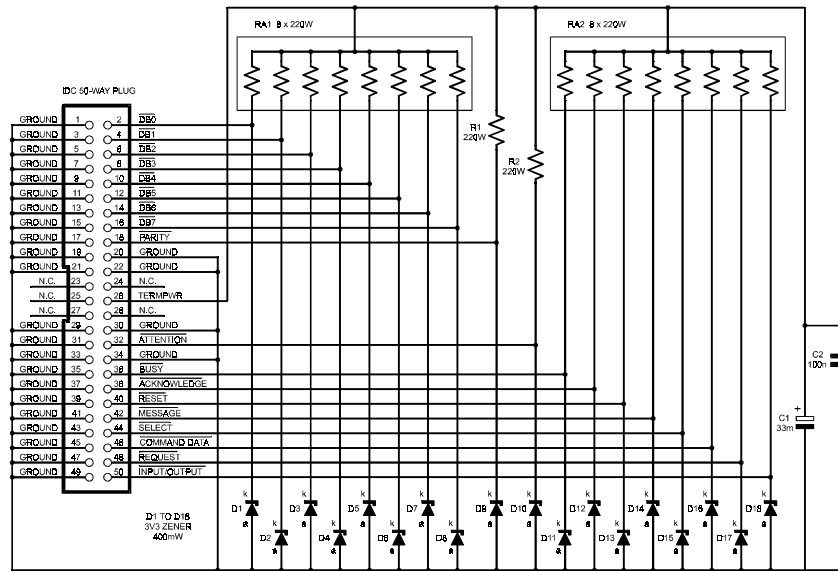 RA1 8 x 220W
RA2 8 x 220W
IDC 50-WAY PLUG
GROUND 1 2 DB0
GROUND 3 4 DB1
GROUND 5 6 DB2
GROUND 7 8 DB3
GROUND 9 10 DB4
GROUND 11 12 DB5
GROUND 13 14 DB6
GROUND 15 16 DB7
GROUND 17 18 PARITY
GROUND 19 20 GROUND
GROUND 21 22 GROUND
N.C. 23 24 N.C.
N.C. 25 26 TERMPWR
N.C. 27 28 N.C.
GROUND 29 30 GROUND
GROUND 31 32 ATTENTION
GROUND 33 34 GROUND
GROUND 35 36 BUSY
GROUND 37 38 ACKNOWLEDGE
GROUND 39 40 RESET
GROUND 41 42 MESSAGE
GROUND 43 44 SELECT
GROUND 45 46 COMMAND DATA
GROUND 47 48 REQUEST
GROUND 49 50 INPUT/OUTPUT
R1
220W
R2
220W
C2
100n
+
C1
33m
D1 TO D18
3V3 ZENER
400mW
k k k k k k k k k
D1 D3 D5 D7 D9 D10 D12 D14 D16 D18
a a a a a a a a a
k k k k k k k k
D2 D4 D6 D8 D11 D13 D15 D17
a a a a a a a a